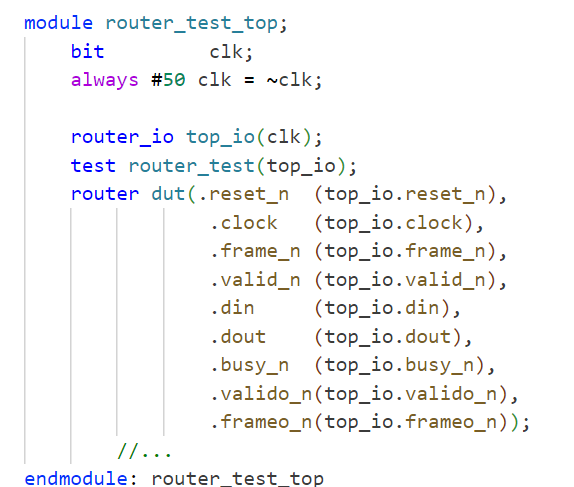 module router_test_top;
    bit         clk;
    always #50 clk = ~clk;

    router_io top_io(clk);
    test router_test(top_io);
    router dut(.reset_n  (top_io.reset_n),
                .clock   (top_io.clock),
                .frame_n (top_io.frame_n),
                .valid_n (top_io.valid_n),
                .din     (top_io.din),
                .dout    (top_io.dout),
                .busy_n  (top_io.busy_n),
                .valido_n(top_io.valido_n),
                .frameo_n(top_io.frameo_n));
        //...
endmodule: router_test_top